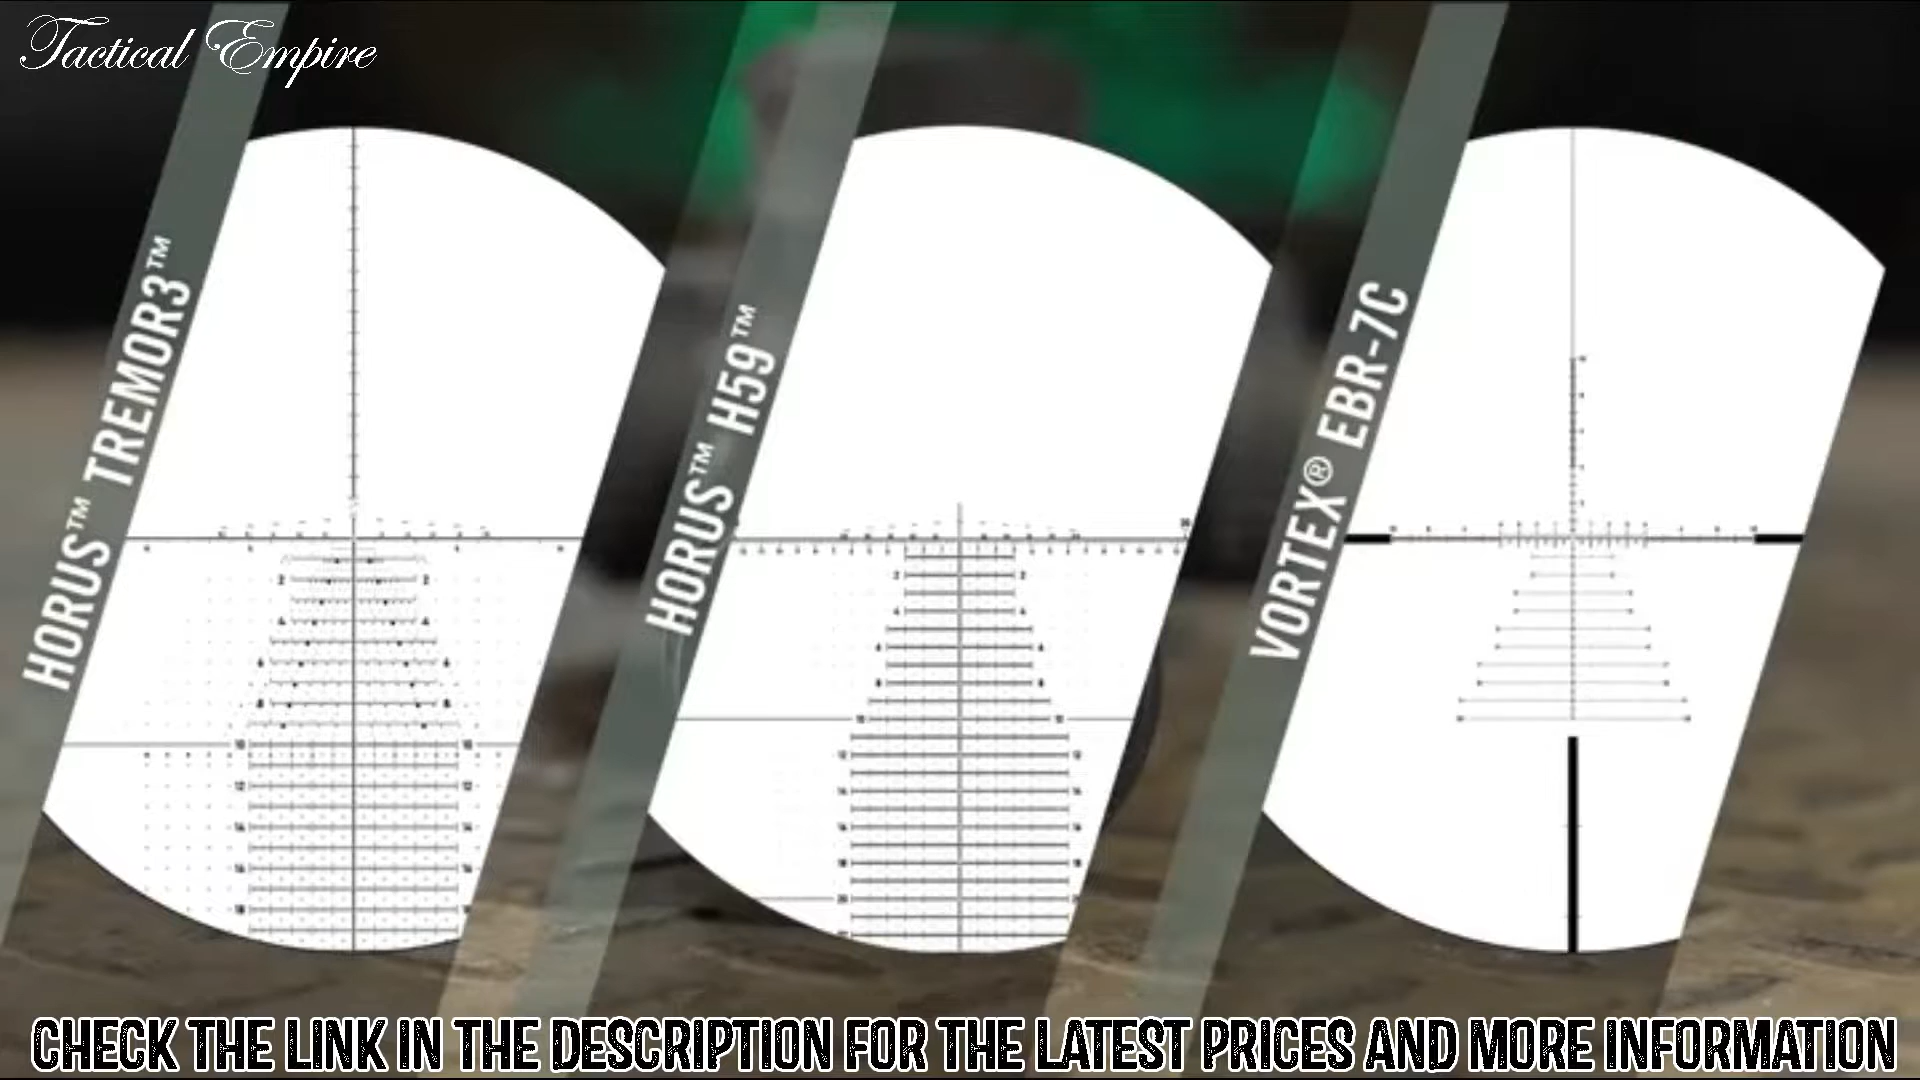 Tactical Empire
HORUS™ TREMOR3™
HORUS™ H59™
VORTEX® EBR-7C
CHECK THE LINK IN THE DESCRIPTION FOR THE LATEST PRICES AND MORE INFORMATION